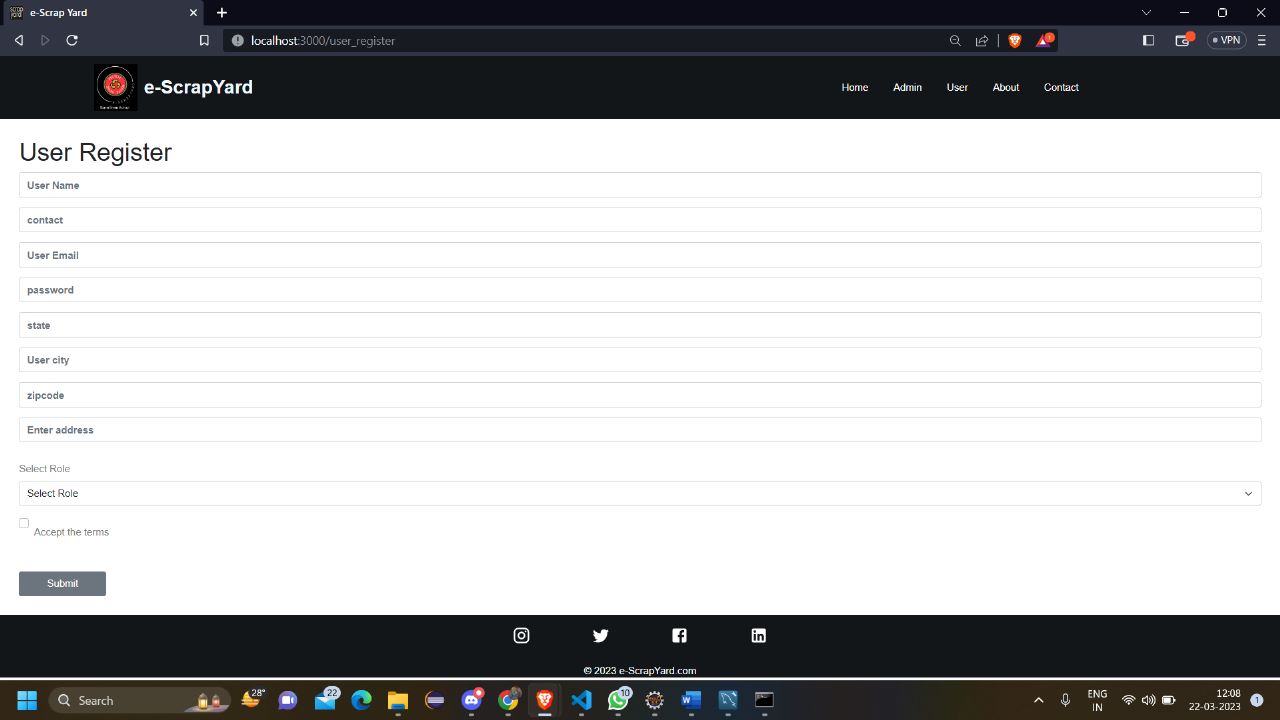 e-Scrap Yard
localhost:3000/user_register
1
VPN
e-ScrapYard
Home
Admin
User
About
Contact
User Register
User Name
contact
User Email
password
state
User city
zipcode
Enter address
Select Role
Select Role
Accept the terms
Submit
© 2023 e-ScrapYard.com
Search
28°
22
10
ENG
IN
12:08
22-03-2023
1